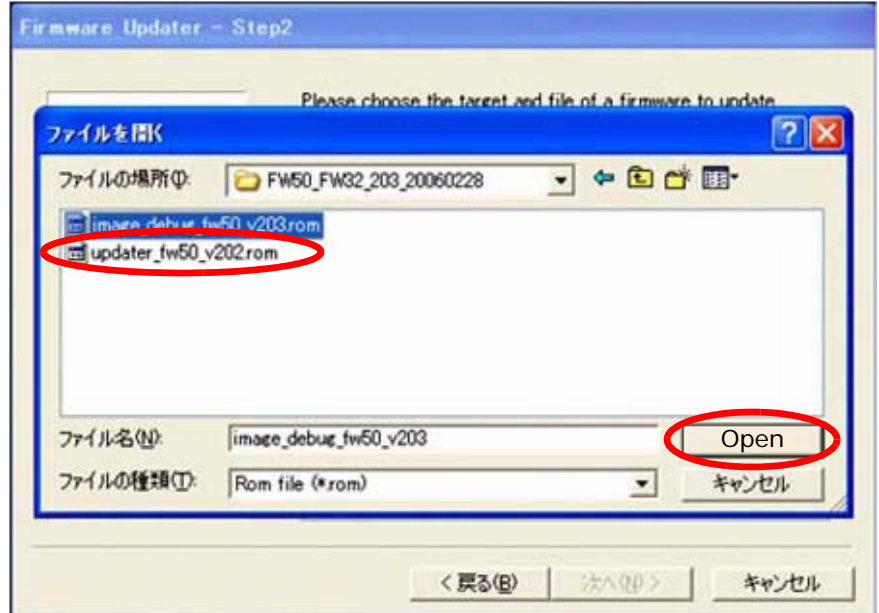 Firmware Updater - Step2
Please choose the target and file of a firmware to update
ファイルを開く
ファイルの場所(I):
FW50_FW32_203_20060228
image_debug_fw50_v203.rom
updater_fw50_v202.rom
ファイル名(N):
image_debug_fw50_v203
Open
ファイルの種類(T):
Rom file (*.rom)
キャンセル
< 戻る(B)
次へ(N) >
キャンセル